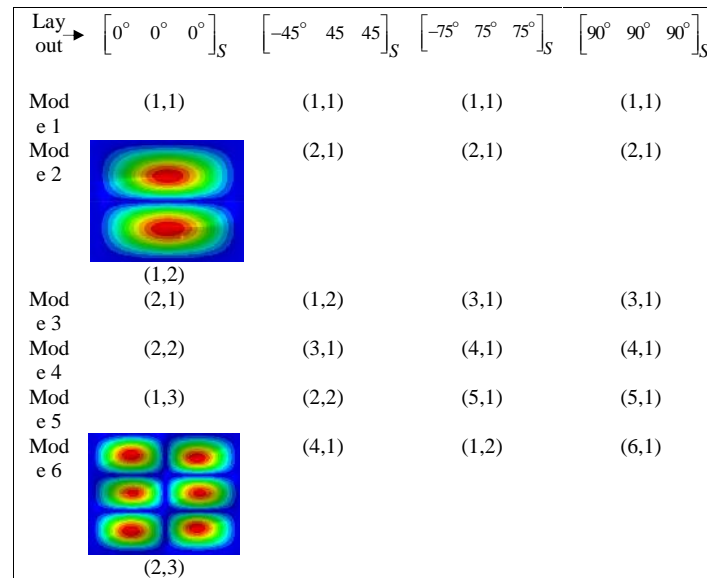 Lay out→ [0° 0° 0°]S [−45° 45 45]S [−75° 75° 75°]S [90° 90° 90°]S
Mod e 1 (1,1) (1,1) (1,1) (1,1)
Mod e 2 (1,2) (2,1) (2,1) (2,1)
Mod e 3 (2,1) (1,2) (3,1) (3,1)
Mod e 4 (2,2) (3,1) (4,1) (4,1)
Mod e 5 (1,3) (2,2) (5,1) (5,1)
Mod e 6 (2,3) (4,1) (1,2) (6,1)